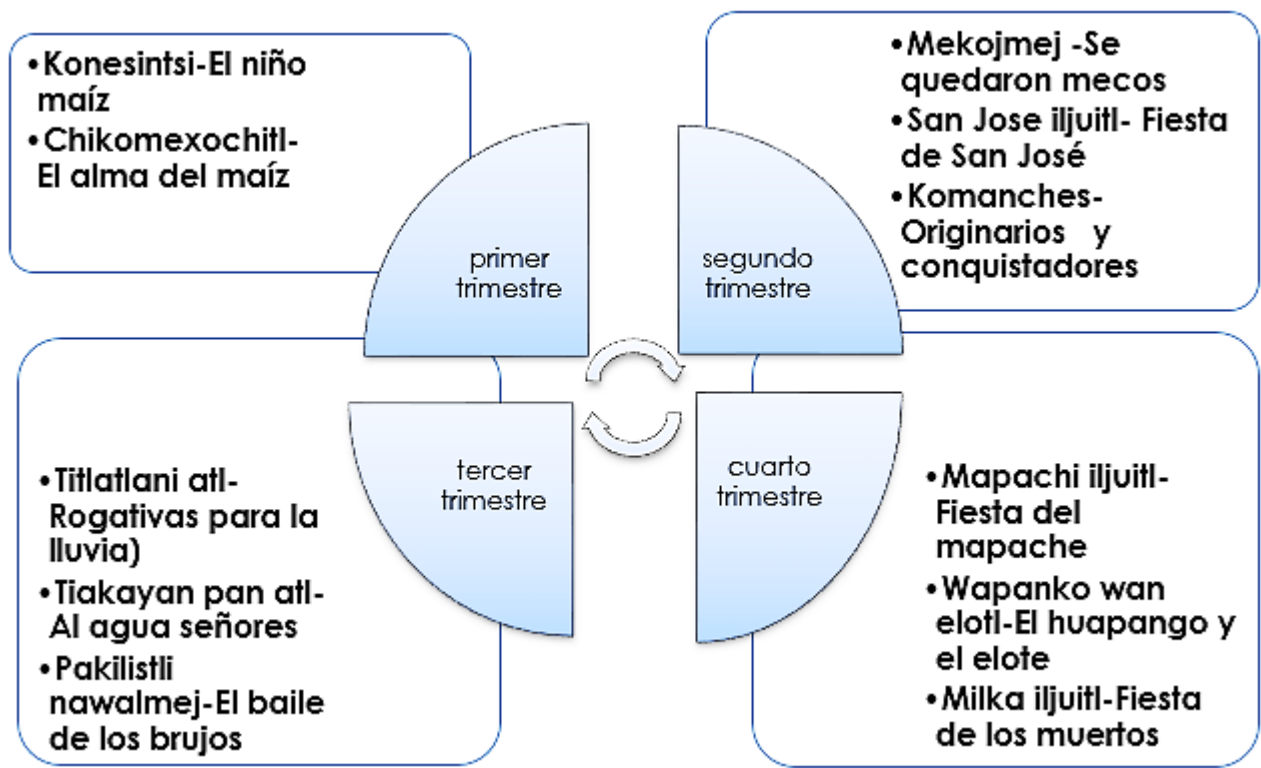 •Konesintsi-El niño
maíz
•Chikomexochitl-
El alma del maíz
primer
trimestre
•Mekojmej -Se
quedaron mecos
•San Jose iljuitl- Fiesta
de San José
•Komanches-
Originarios y
conquistadores
segundo
trimestre
•Titlatlani atl-
Rogativas para la
lluvia)
•Tiakayan pan atl-
Al agua señores
•Pakilistli
nawalmej-El baile
de los brujos
tercer
trimestre
•Mapachi iljuitl-
Fiesta del
mapache
•Wapanko wan
elotl-El huapango y
el elote
•Milka iljuitl-Fiesta
de los muertos
cuarto
trimestre